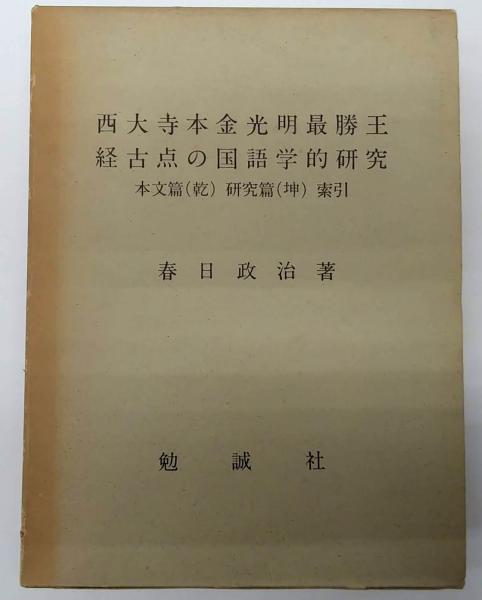 西大寺本金光明最勝王
経古点の国語学的研究
本文篇(乾) 研究篇(坤) 索引
春日政治著
勉誠社